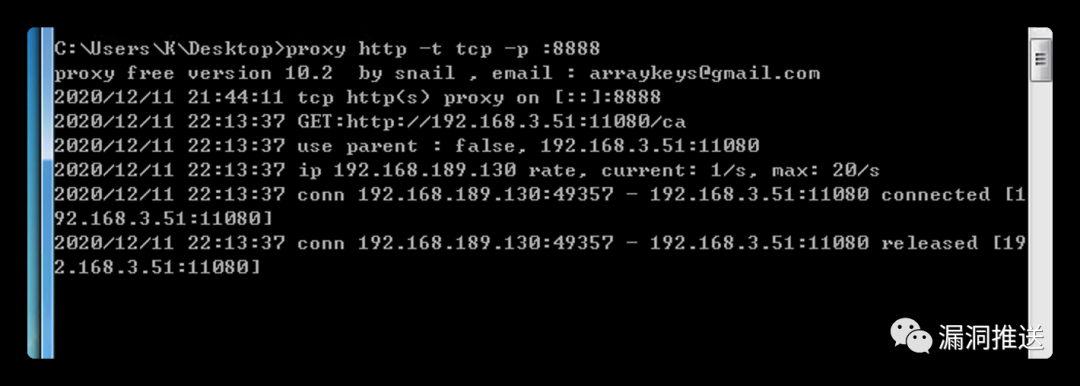 C:\Users\K\Desktop>proxy http -t tcp -p :8888
proxy free version 10.2  by snail , email : arraykeys@gmail.com
2020/12/11 21:44:11 tcp http(s) proxy on [::]:8888
2020/12/11 22:13:37 GET:http://192.168.3.51:11080/ca
2020/12/11 22:13:37 use parent : false, 192.168.3.51:11080
2020/12/11 22:13:37 ip 192.168.189.130 rate, current: 1/s, max: 20/s
2020/12/11 22:13:37 conn 192.168.189.130:49357 - 192.168.3.51:11080 connected [1
92.168.3.51:11080]
2020/12/11 22:13:37 conn 192.168.189.130:49357 - 192.168.3.51:11080 released [19
2.168.3.51:11080]
漏洞推送